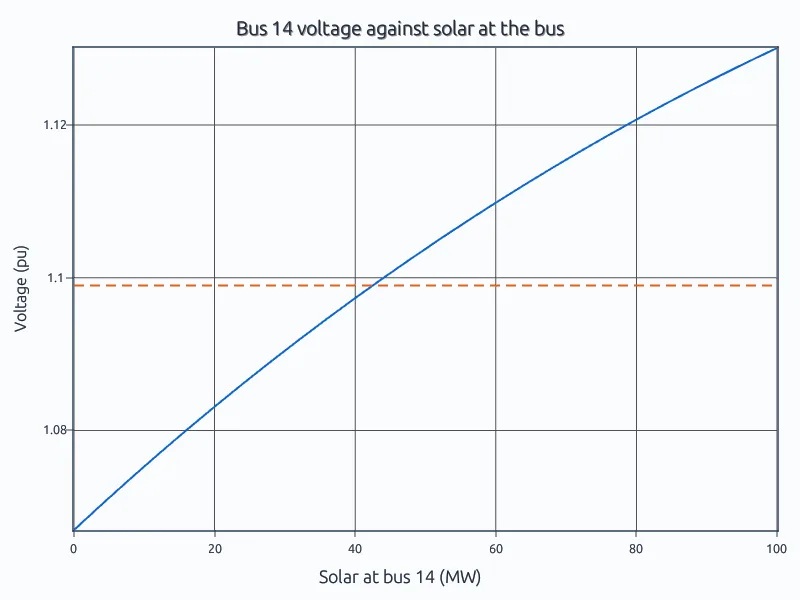 Bus 14 voltage against solar at the bus
1.12
1.1
1.08
Voltage (pu)
0 20 40 60 80 100
Solar at bus 14 (MW)